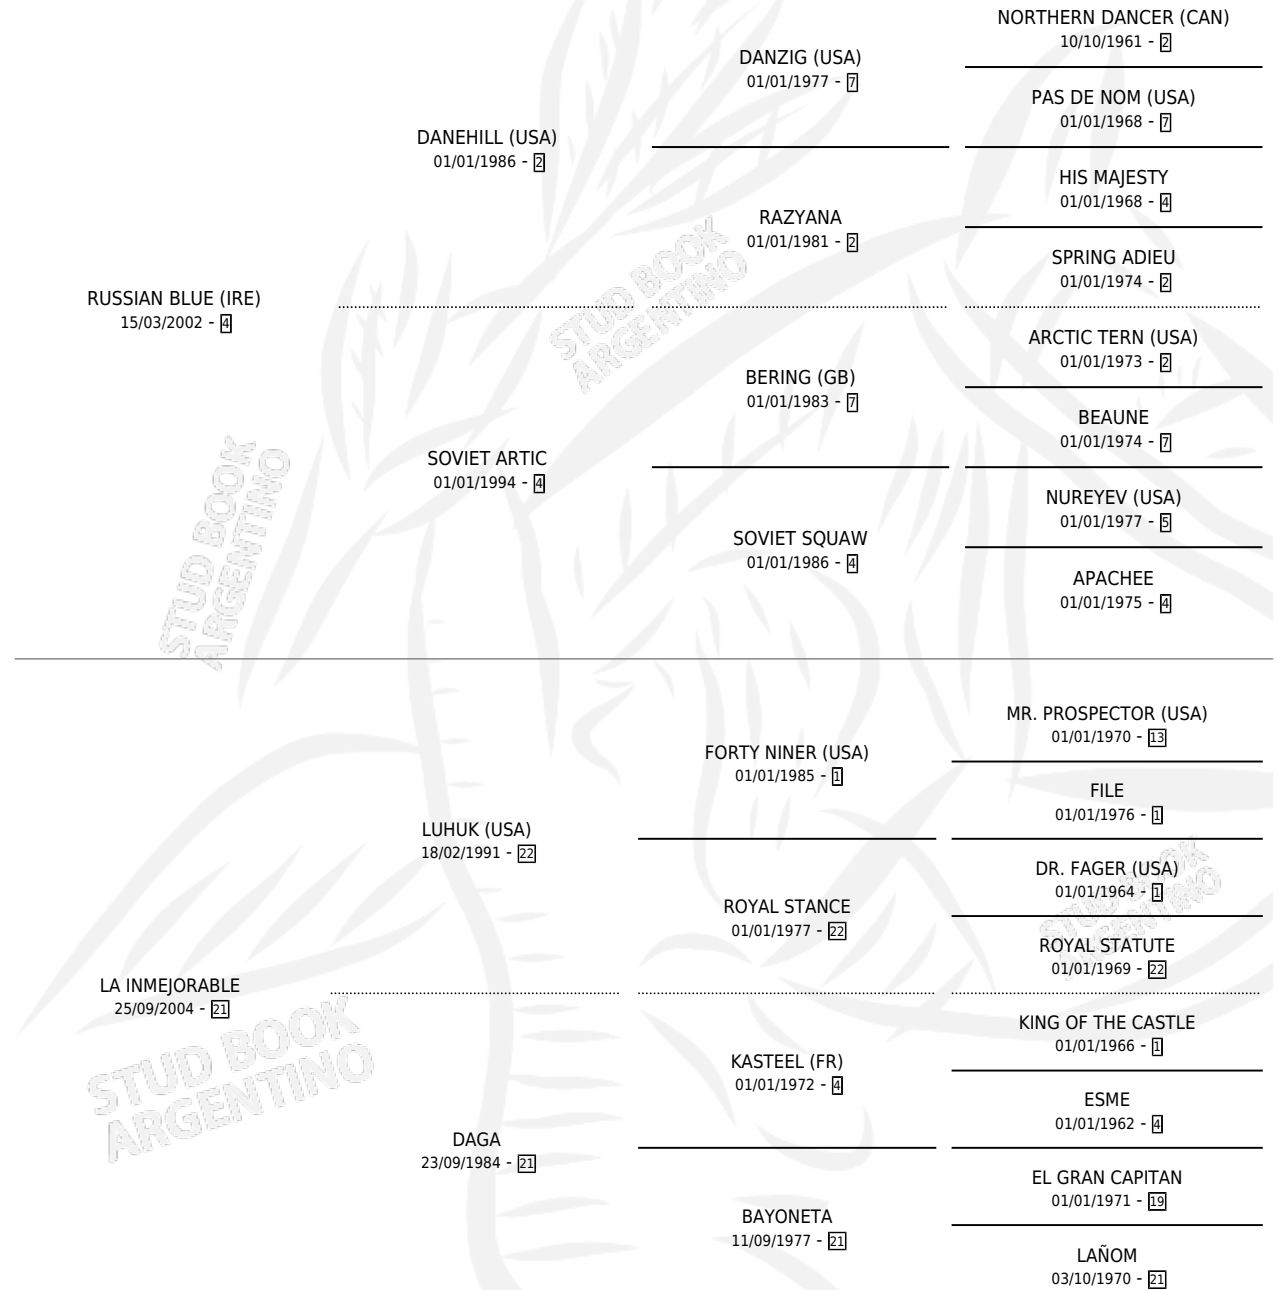 NORTHERN DANCER (CAN)
10/10/1961 - 2
DANZIG (USA)
01/01/1977 - 7
PAS DE NOM (USA)
01/01/1968 - 7
DANEHILL (USA)
01/01/1986 - 2
HIS MAJESTY
01/01/1968 - 4
RAZYANA
01/01/1981 - 2
SPRING ADIEU
01/01/1974 - 2
RUSSIAN BLUE (IRE)
15/03/2002 - 4
STUD BOOK
ARGENTINO
ARCTIC TERN (USA)
01/01/1973 - 2
BERING (GB)
01/01/1983 - 7
BEAUNE
01/01/1974 - 7
SOVIET ARTIC
01/01/1994 - 4
NUREYEV (USA)
01/01/1977 - 5
SOVIET SQUAW
01/01/1986 - 4
APACHEE
01/01/1975 - 4
STUD BOOK
ARGENTINO
MR. PROSPECTOR (USA)
01/01/1970 - 13
FORTY NINER (USA)
01/01/1985 - 1
FILE
01/01/1976 - 1
LUHUK (USA)
18/02/1991 - 22
DR. FAGER (USA)
01/01/1964 - 1
STUD BOOK
ARGENTINO
ROYAL STANCE
01/01/1977 - 22
ROYAL STATUTE
01/01/1969 - 22
LA INMEJORABLE
25/09/2004 - 21
KING OF THE CASTLE
01/01/1966 - 1
STUD BOOK
ARGENTINO
KASTEEL (FR)
01/01/1972 - 4
ESME
01/01/1962 - 4
DAGA
23/09/1984 - 21
EL GRAN CAPITAN
01/01/1971 - 19
BAYONETA
11/09/1977 - 21
LAÑOM
03/10/1970 - 21